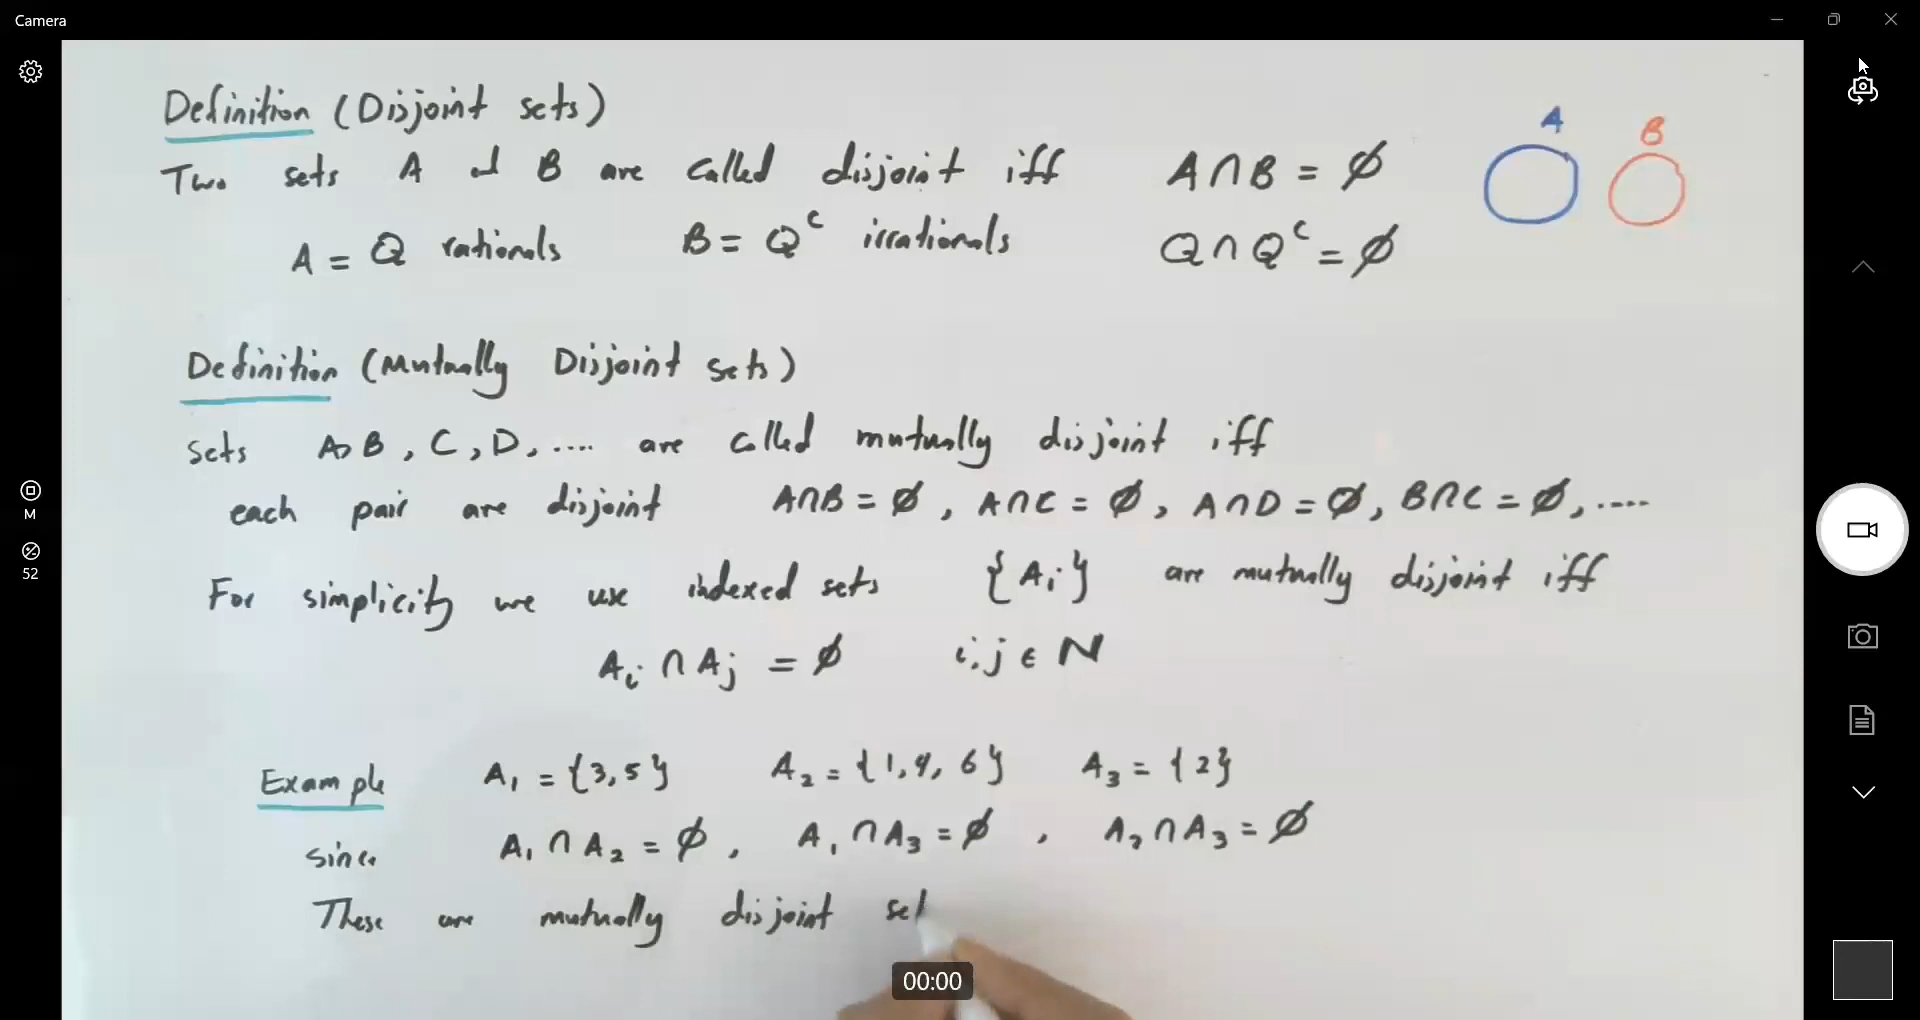 Camera
Definition (Disjoint sets)
A B
Two sets A and B are called disjoint iff A∩B = ∅
A = Q rationals B = Qᶜ irrationals Q∩Qᶜ = ∅
Definition (Mutually Disjoint sets)
sets A, B, C, D, .... are called mutually disjoint iff
each pair are disjoint A∩B = ∅, A∩C = ∅, A∩D = ∅, B∩C = ∅, ....
For simplicity we use indexed sets {Aᵢ} are mutually disjoint iff
Aᵢ ∩ Aⱼ = ∅ i,j ∈ N
Example A₁ = {3,5} A₂ = {1,4,6} A₃ = {2}
since A₁ ∩ A₂ = ∅, A₁ ∩ A₃ = ∅, A₂ ∩ A₃ = ∅
These are mutually disjoint set
M
52
00:00